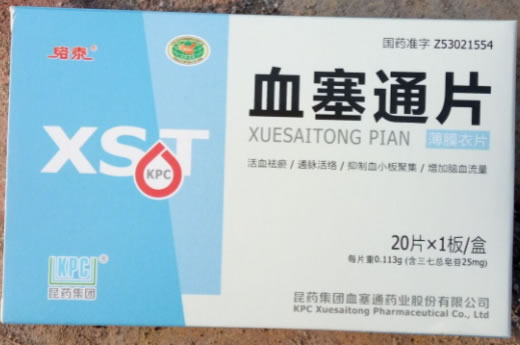 络泰®
国药准字 Z53021554
血塞通片
XUESAITONG PIAN 薄膜衣片
活血祛瘀 / 通脉活络 / 抑制血小板聚集 / 增加脑血流量
XST
KPC
20片×1板/盒
每片重0.113g (含三七总皂苷25mg)
KPC®
昆药集团
昆药集团血塞通药业股份有限公司
KPC Xuesaitong Pharmaceutical Co., Ltd